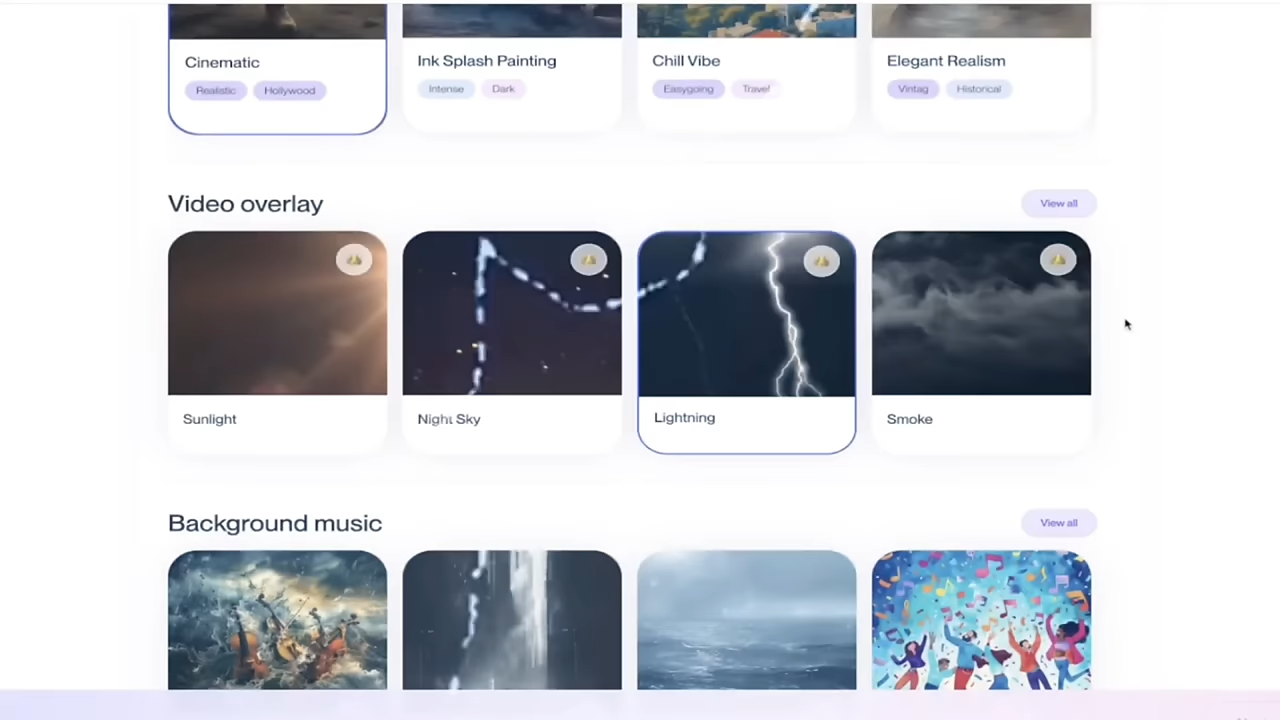 Cinematic
Ink Splash Painting
Chill Vibe
Elegant Realism
Realistic
Hollywood
Intense
Dark
Easygoing
Travel
Vintag
Historical
Video overlay
View all
Sunlight
Night Sky
Lightning
Smoke
Background music
View all